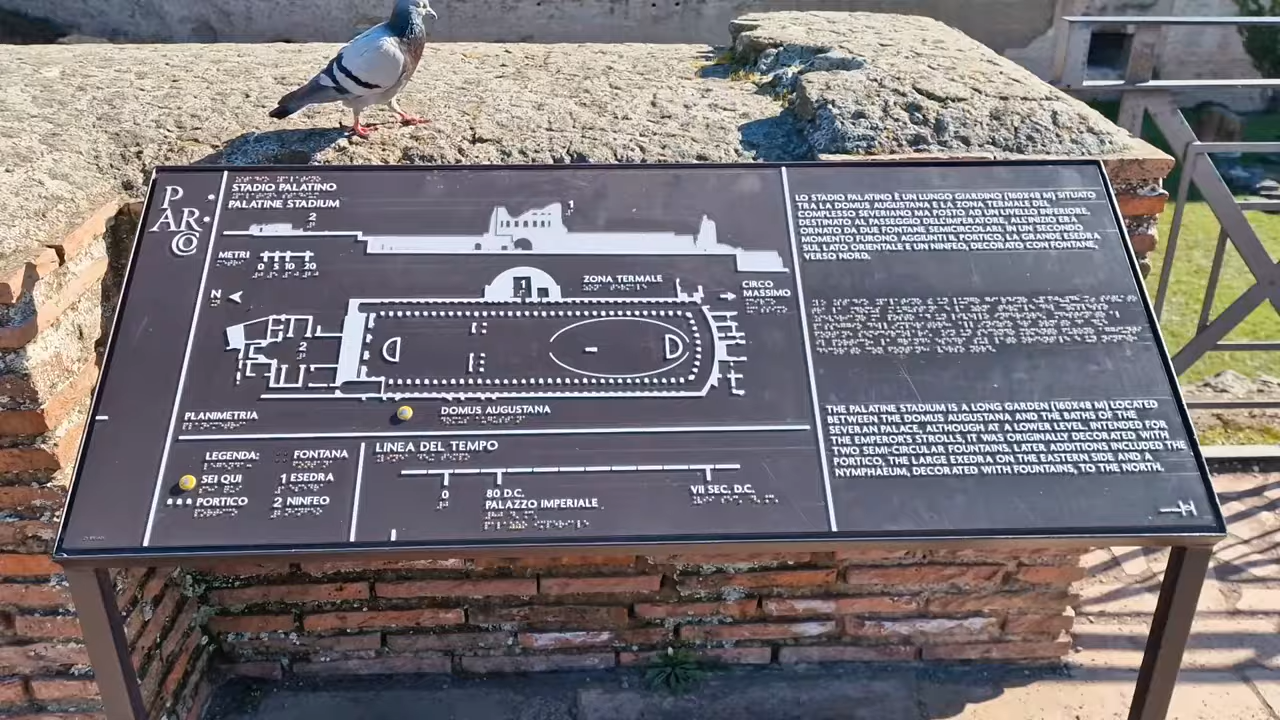 PARCO
STADIO PALATINO
PALATINE STADIUM
2
1
METRI
0 5 10 20
N
ZONA TERMALE
CIRCO
MASSIMO
1
2
PLANIMETRIA
DOMUS AUGUSTANA
LEGENDA:
FONTANA
SEI QUI
1 ESEDRA
PORTICO
2 NINFEO
LINEA DEL TEMPO
0
80 D.C.
PALAZZO IMPERIALE
VII SEC. D.C.
LO STADIO PALATINO È UN LUNGO GIARDINO (160X48 M) SITUATO
TRA LA DOMUS AUGUSTANA E LA ZONA TERMALE DEL
COMPLESSO SEVERIANO MA POSTO AD UN LIVELLO INFERIORE.
DESTINATO AL PASSEGGIO DELL'IMPERATORE, ALL'INIZIO ERA
ORNATO DA DUE FONTANE SEMICIRCOLARI. IN UN SECONDO
MOMENTO FURONO AGGIUNTI IL PORTICO, LA GRANDE ESEDRA
SUL LATO ORIENTALE E UN NINFEO, DECORATO CON FONTANE,
VERSO NORD.
THE PALATINE STADIUM IS A LONG GARDEN (160X48 M) LOCATED
BETWEEN THE DOMUS AUGUSTANA AND THE BATHS OF THE
SEVERAN PALACE, ALTHOUGH AT A LOWER LEVEL. INTENDED FOR
THE EMPEROR'S STROLLS, IT WAS ORIGINALLY DECORATED WITH
TWO SEMI-CIRCULAR FOUNTAINS. LATER ADDITIONS INCLUDED THE
PORTICO, THE LARGE EXEDRA ON THE EASTERN SIDE AND A
NYMPHAEUM, DECORATED WITH FOUNTAINS, TO THE NORTH.